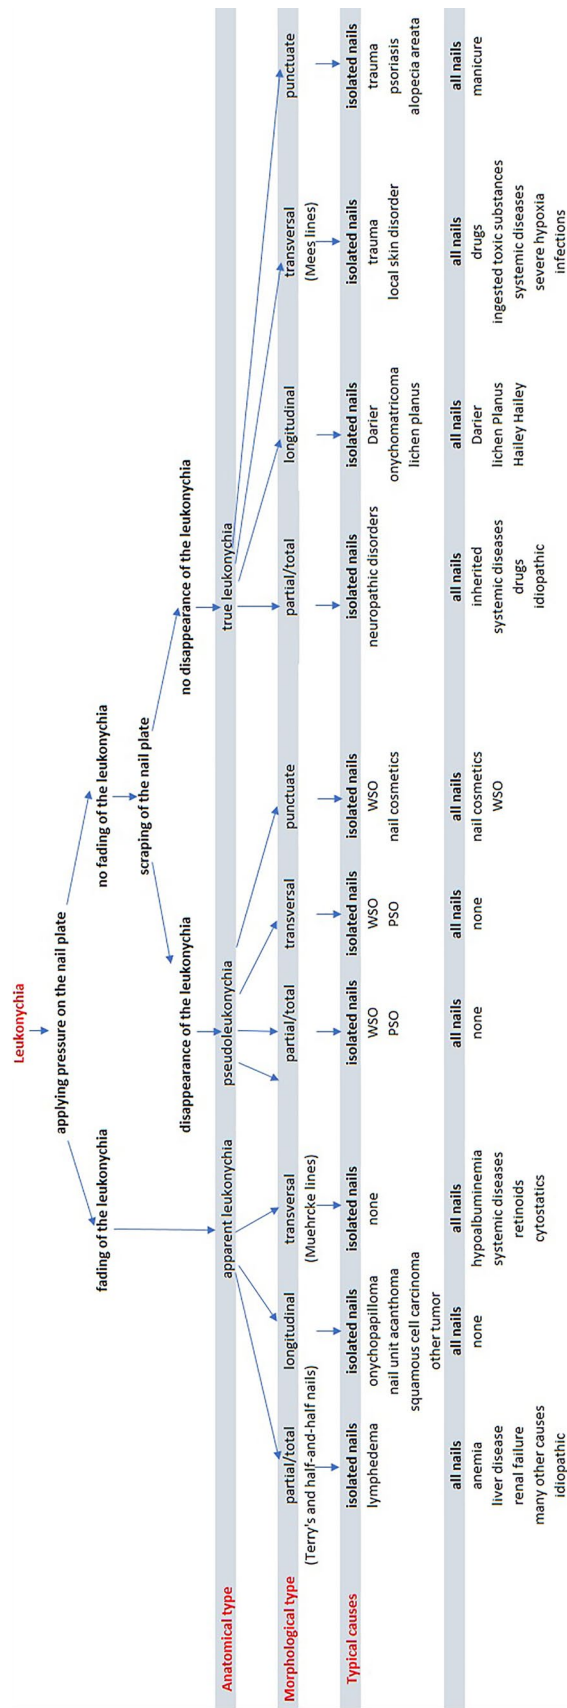 Leukonychia
applying pressure on the nail plate
fading of the leukonychia
no fading of the leukonychia
scraping of the nail plate
disappearance of the leukonychia
no disappearance of the leukonychia
Anatomical type
apparent leukonychia
pseudoleukonychia
true leukonychia
Morphological type
partial/total
(Terry's and half-and-half nails)
longitudinal
transversal
(Muehrcke lines)
partial/total
transversal
punctuate
partial/total
longitudinal
transversal
(Mees lines)
punctuate
Typical causes
isolated nails
lymphedema
isolated nails
onychopapilloma
nail unit acanthoma
squamous cell carcinoma
other tumor
isolated nails
none
isolated nails
WSO
PSO
isolated nails
WSO
PSO
isolated nails
WSO
nail cosmetics
isolated nails
neuropathic disorders
isolated nails
Darier
onychomatricoma
lichen planus
isolated nails
trauma
local skin disorder
isolated nails
trauma
psoriasis
alopecia areata
all nails
anemia
liver disease
renal failure
many other causes
idiopathic
all nails
none
all nails
hypoalbuminemia
systemic diseases
retinoids
cytostatics
all nails
none
all nails
none
all nails
nail cosmetics
WSO
all nails
inherited
systemic diseases
drugs
idiopathic
all nails
Darier
lichen Planus
Hailey Hailey
all nails
drugs
ingested toxic substances
systemic diseases
severe hypoxia
infections
all nails
manicure